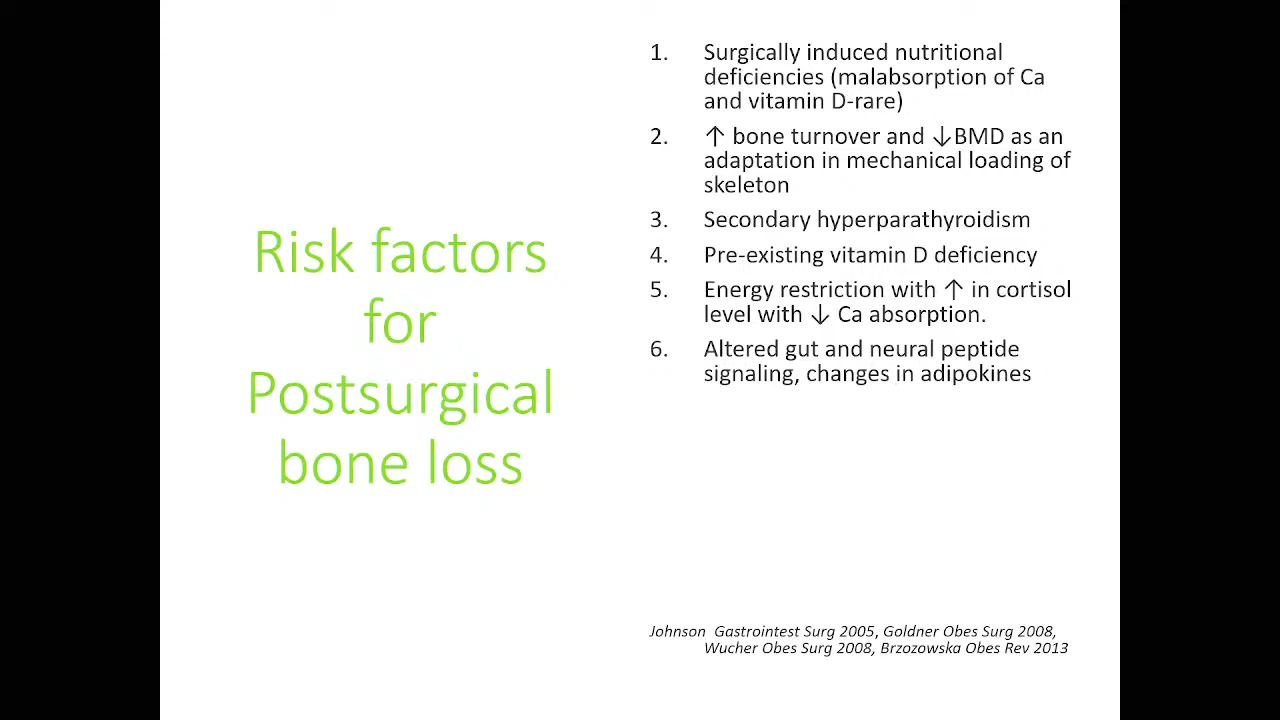 Risk factors
for
Postsurgical
bone loss
1. Surgically induced nutritional
deficiencies (malabsorption of Ca
and vitamin D-rare)
2. ↑ bone turnover and ↓BMD as an
adaptation in mechanical loading of
skeleton
3. Secondary hyperparathyroidism
4. Pre-existing vitamin D deficiency
5. Energy restriction with ↑ in cortisol
level with ↓ Ca absorption.
6. Altered gut and neural peptide
signaling, changes in adipokines
Johnson Gastrointest Surg 2005, Goldner Obes Surg 2008,
Wucher Obes Surg 2008, Brzozowska Obes Rev 2013